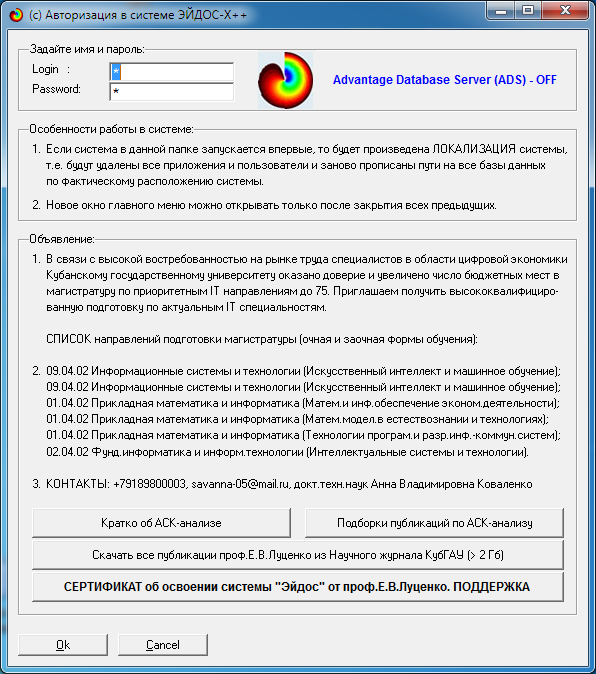 (c) Авторизация в системе ЭЙДОС-X++
Задайте имя и пароль:
Login :
*
Advantage Database Server (ADS) - OFF
Password:
*
Особенности работы в системе:
1. Если система в данной папке запускается впервые, то будет произведена ЛОКАЛИЗАЦИЯ системы,
т.е. будут удалены все приложения и пользователи и заново прописаны пути на все базы данных
по фактическому расположению системы.
2. Новое окно главного меню можно открывать только после закрытия всех предыдущих.
Объявление:
1. В связи с высокой востребованностью на рынке труда специалистов в области цифровой экономики
Кубанскому государственному университету оказано доверие и увеличено число бюджетных мест в
магистратуру по приоритетным IT направлениям до 75. Приглашаем получить высококвалифициро-
ванную подготовку по актуальным IT специальностям.
СПИСОК направлений подготовки магистратуры (очная и заочная формы обучения):
2. 09.04.02 Информационные системы и технологии (Искусственный интеллект и машинное обучение);
09.04.02 Информационные системы и технологии (Искусственный интеллект и машинное обучение);
01.04.02 Прикладная математика и информатика (Матем.и инф.обеспечение эконом.деятельности);
01.04.02 Прикладная математика и информатика (Матем.модел.в естествознании и технологиях);
01.04.02 Прикладная математика и информатика (Технологии програм.и разр.инф.-коммун.систем);
02.04.02 Фунд.информатика и информ.технологии (Интеллектуальные системы и технологии).
3. КОНТАКТЫ: +79189800003, savanna-05@mail.ru, докт.техн.наук Анна Владимировна Коваленко
Кратко об АСК-анализе
Подборки публикаций по АСК-анализу
Скачать все публикации проф.Е.В.Луценко из Научного журнала КубГАУ (> 2 Гб)
СЕРТИФИКАТ об освоении системы "Эйдос" от проф.Е.В.Луценко. ПОДДЕРЖКА
Ok
Cancel